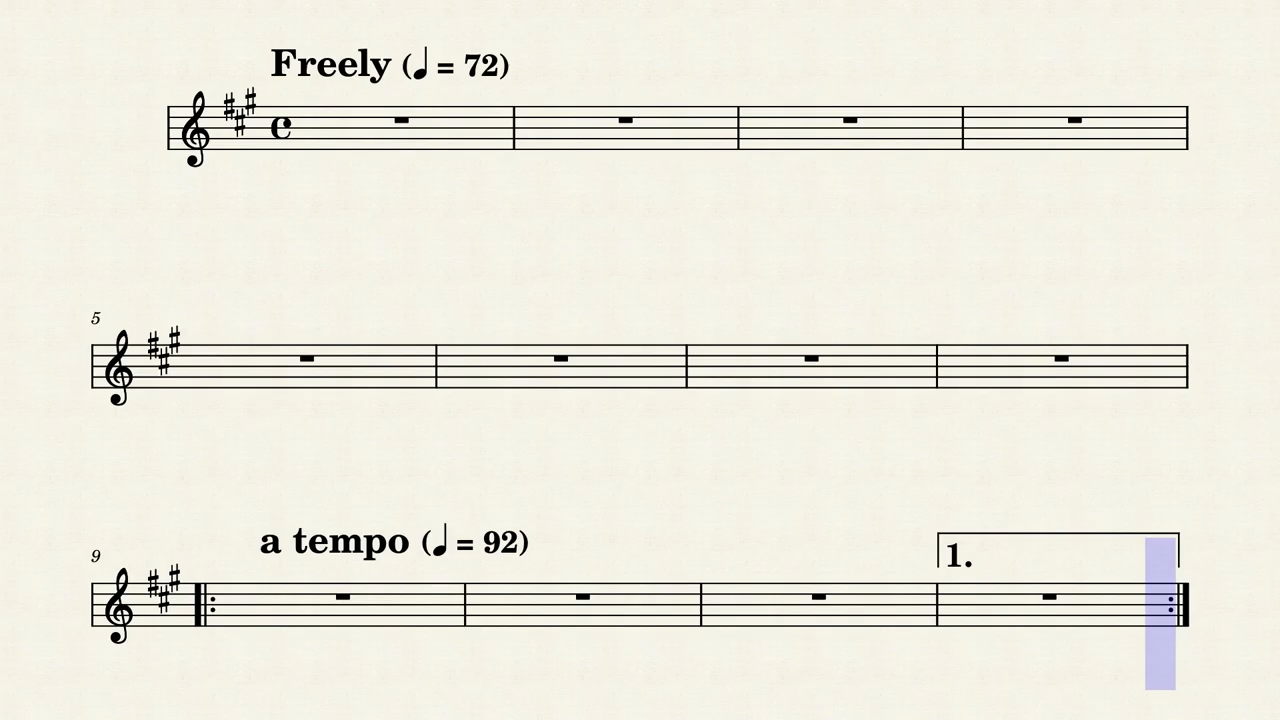 Freely (♩ = 72)
5
9
a tempo (♩ = 92)
1.